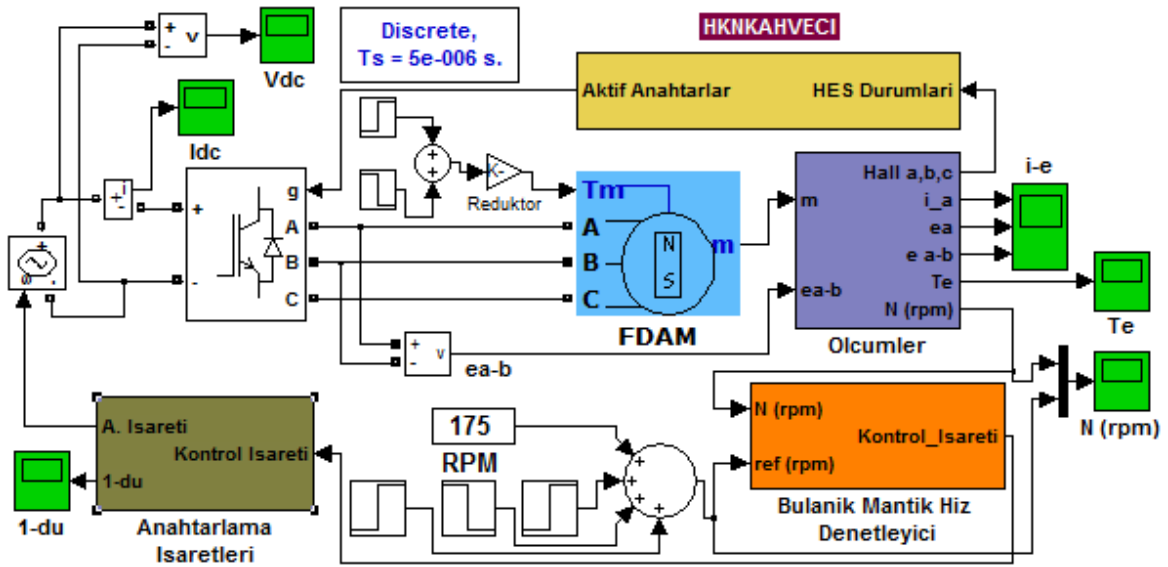 +
-
v
Vdc
Discrete,
Ts = 5e-006 s.
HKNKAHVECI
Aktif Anahtarlar
HES Durumlari
Idc
i
+
-
+
-
g
A
B
C
+
+
K-
Reduktor
Tm
A
B
C
N
S
m
FDAM
m
ea-b
Hall a,b,c
i_a
ea
e a-b
Te
N (rpm)
Olcumler
i-e
Te
N (rpm)
+
s
-
+
-
v
ea-b
A. Isareti
Kontrol Isareti
1-du
1-du
Anahtarlama
Isaretleri
175
RPM
+
+
+
+
N (rpm)
Kontrol_Isareti
ref (rpm)
Bulanik Mantik Hiz
Denetleyici